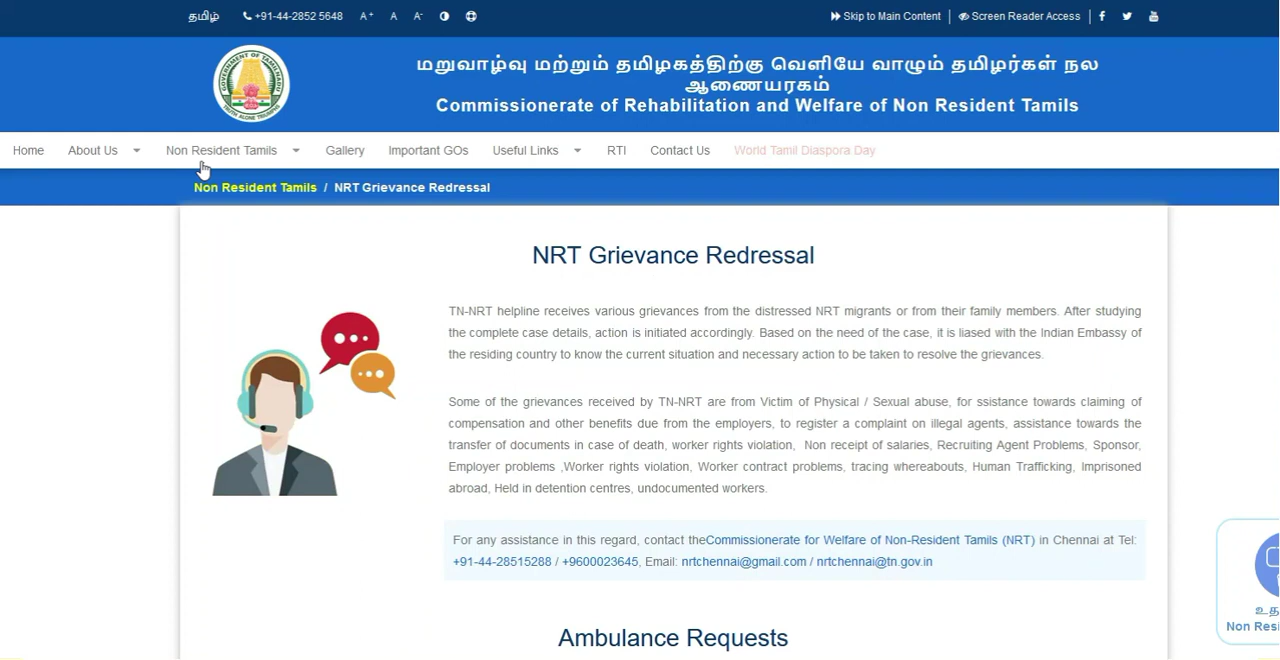 தமிழ் +91-44-2852 5648 A+ A A- Skip to Main Content | Screen Reader Access |
மறுவாழ்வு மற்றும் தமிழகத்திற்கு வெளியே வாழும் தமிழர்கள் நல
ஆணையரகம்
Commissionerate of Rehabilitation and Welfare of Non Resident Tamils
GOVERNMENT OF TAMILNADU
TRUTH ALONE TRIUMPHS
Home About Us Non Resident Tamils Gallery Important GOs Useful Links RTI Contact Us World Tamil Diaspora Day
Non Resident Tamils / NRT Grievance Redressal
NRT Grievance Redressal
TN-NRT helpline receives various grievances from the distressed NRT migrants or from their family members. After studying
the complete case details, action is initiated accordingly. Based on the need of the case, it is liased with the Indian Embassy of
the residing country to know the current situation and necessary action to be taken to resolve the grievances.
Some of the grievances received by TN-NRT are from Victim of Physical / Sexual abuse, for ssistance towards claiming of
compensation and other benefits due from the employers, to register a complaint on illegal agents, assistance towards the
transfer of documents in case of death, worker rights violation, Non receipt of salaries, Recruiting Agent Problems, Sponsor,
Employer problems ,Worker rights violation, Worker contract problems, tracing whereabouts, Human Trafficking, Imprisoned
abroad, Held in detention centres, undocumented workers.
For any assistance in this regard, contact theCommissionerate for Welfare of Non-Resident Tamils (NRT) in Chennai at Tel:
+91-44-28515288 / +9600023645, Email: nrtchennai@gmail.com / nrtchennai@tn.gov.in
Non Resi
Ambulance Requests